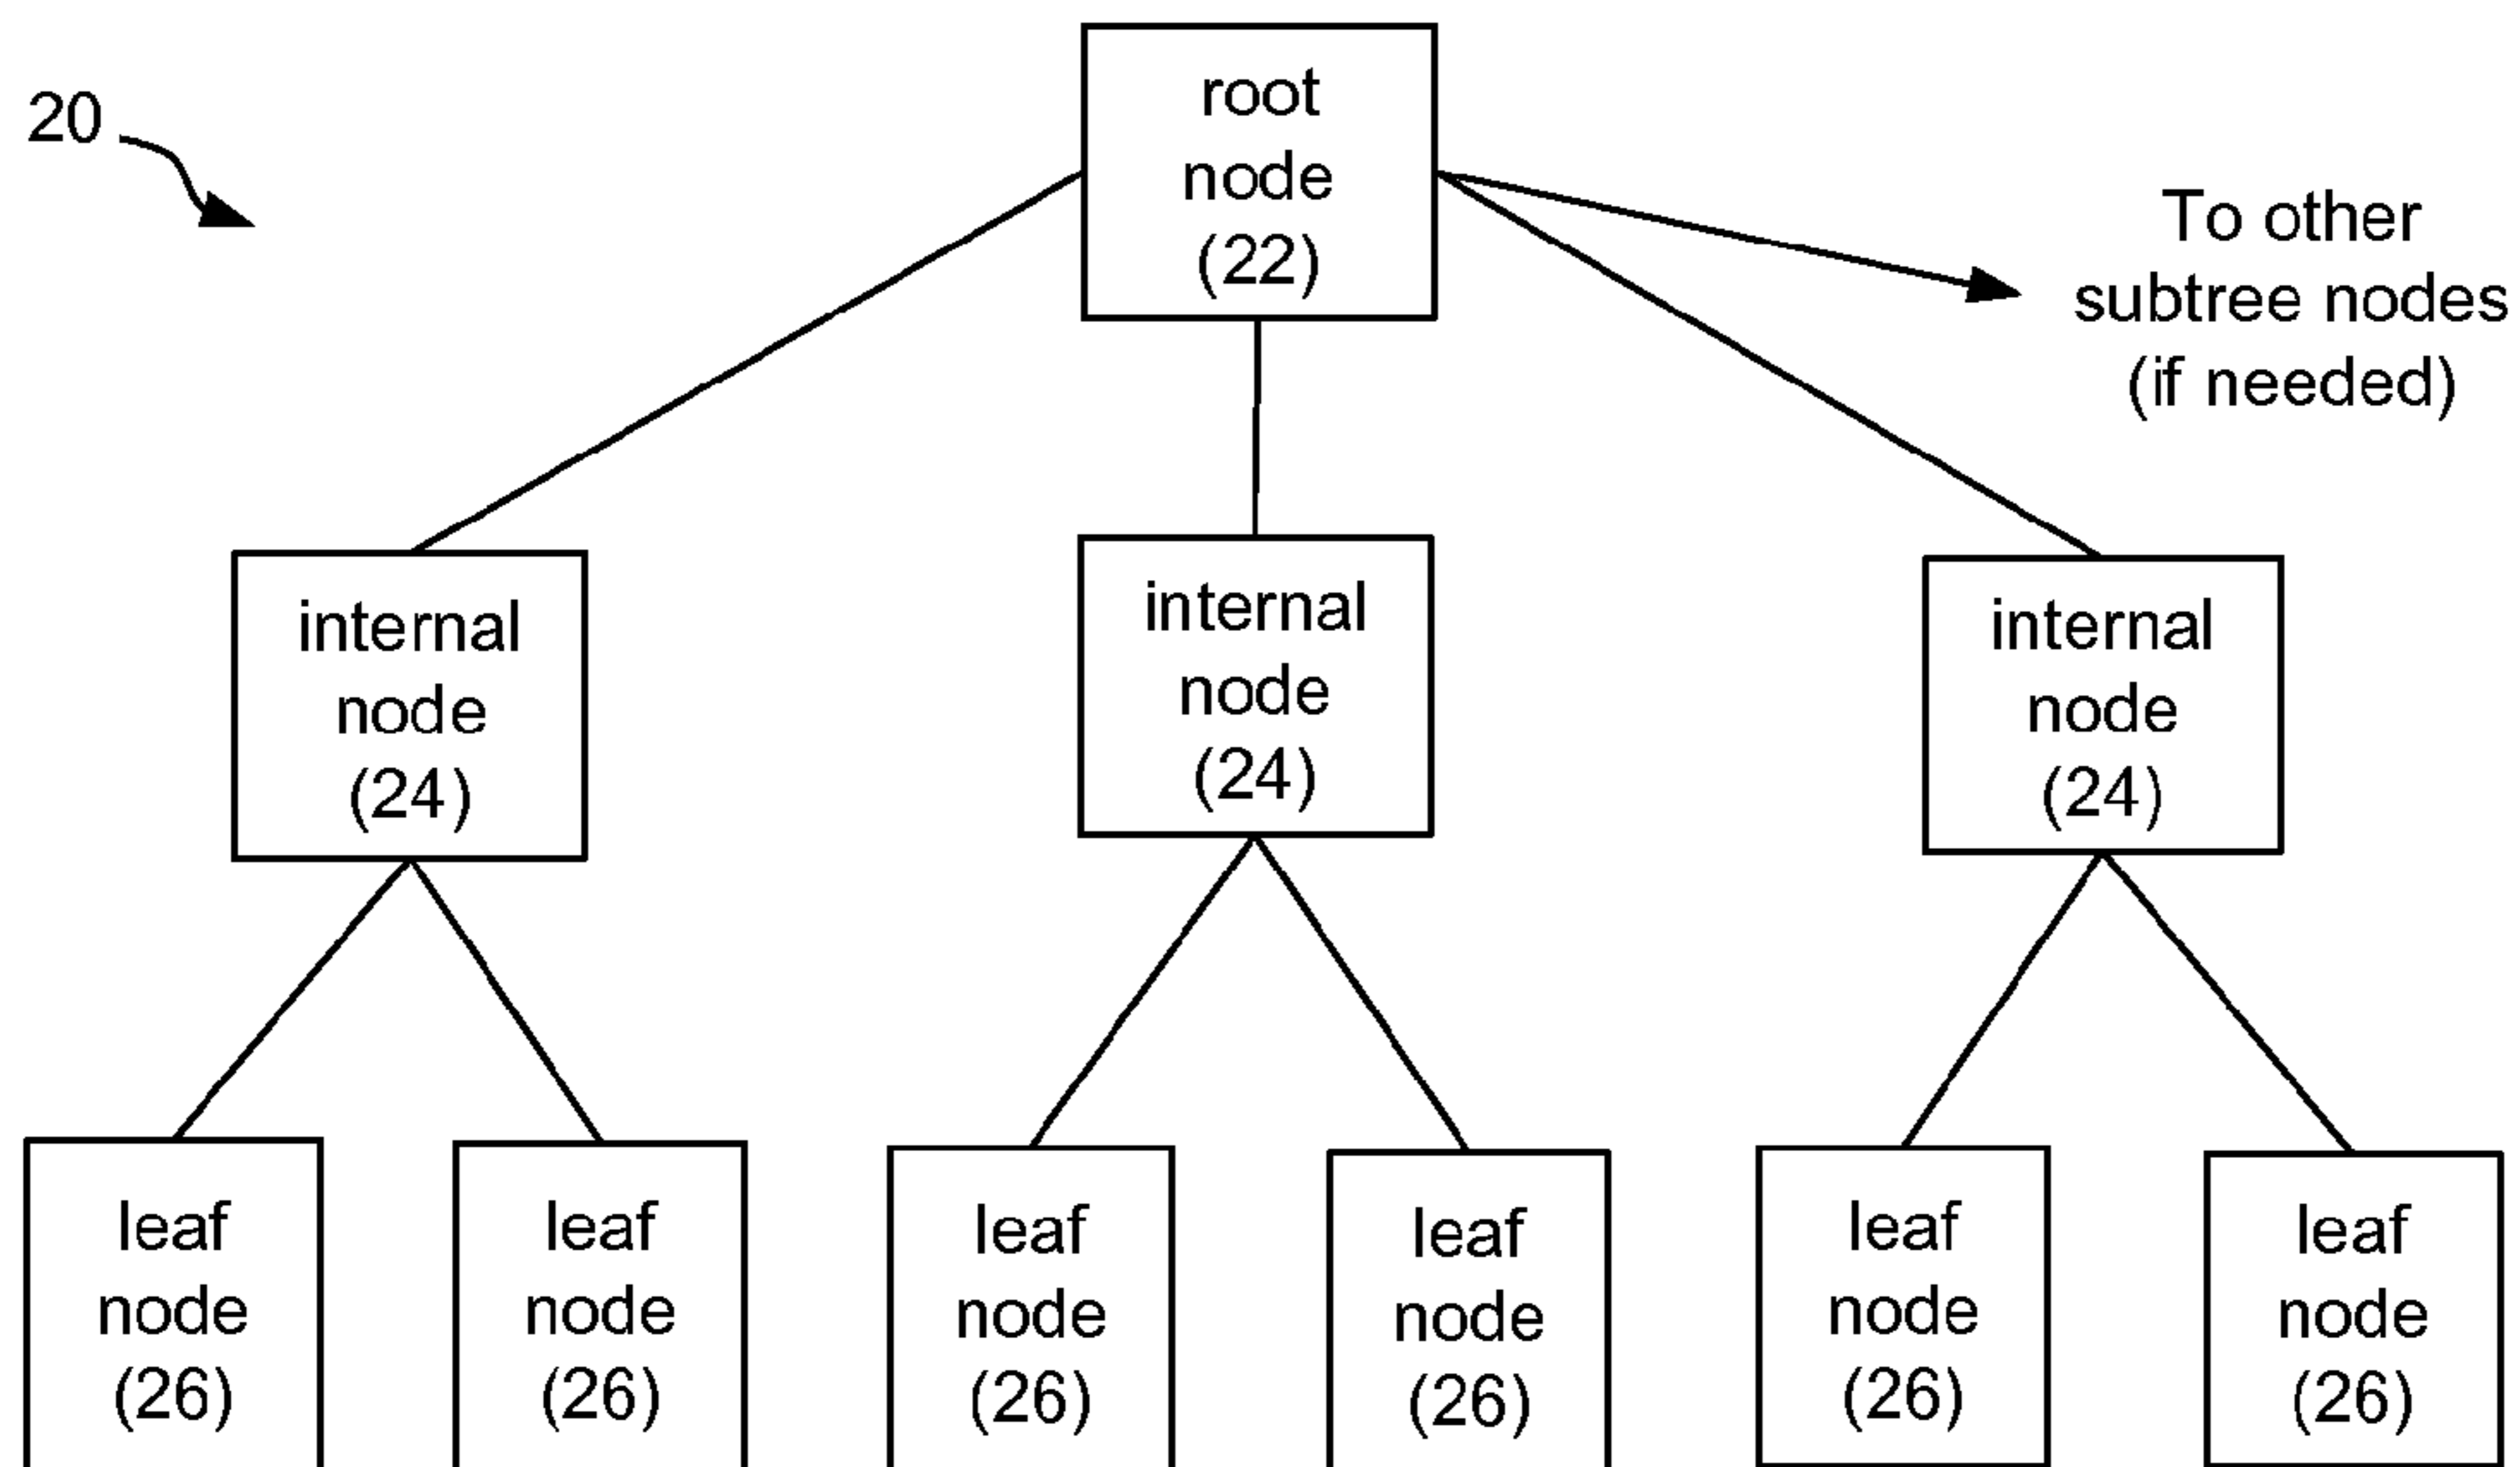 20
root
node
(22)
To other
subtree nodes
(if needed)
internal
node
(24)
internal
node
(24)
internal
node
(24)
leaf
node
(26)
leaf
node
(26)
leaf
node
(26)
leaf
node
(26)
leaf
node
(26)
leaf
node
(26)